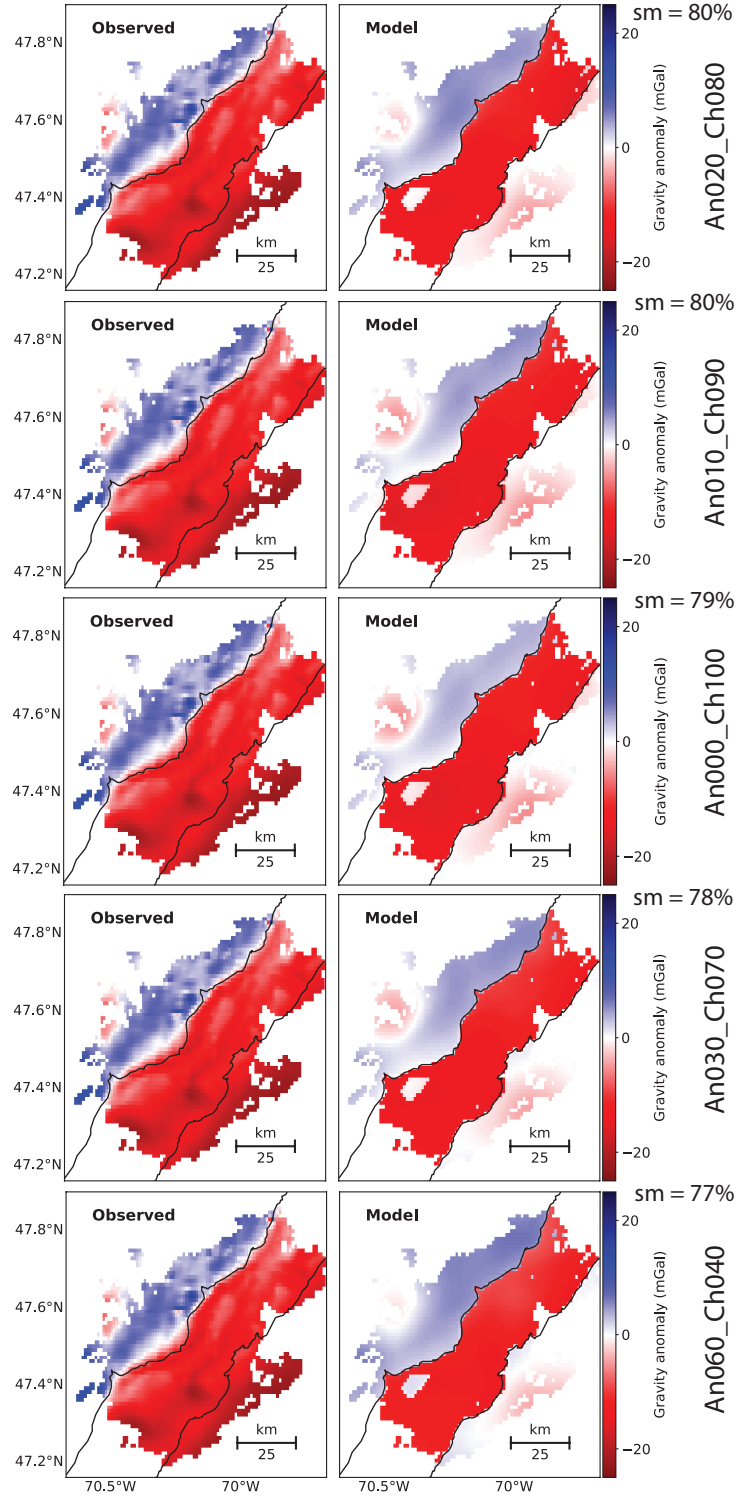 Observed
Model
sm = 80%
47.8°N
47.6°N
47.4°N
47.2°N
km
25
km
25
20
0
−20
Gravity anomaly (mGal)
An020_Ch080
Observed
Model
sm = 80%
47.8°N
47.6°N
47.4°N
47.2°N
km
25
km
25
20
0
−20
Gravity anomaly (mGal)
An010_Ch090
Observed
Model
sm = 79%
47.8°N
47.6°N
47.4°N
47.2°N
km
25
km
25
20
0
−20
Gravity anomaly (mGal)
An000_Ch100
Observed
Model
sm = 78%
47.8°N
47.6°N
47.4°N
47.2°N
km
25
km
25
20
0
−20
Gravity anomaly (mGal)
An030_Ch070
Observed
Model
sm = 77%
47.8°N
47.6°N
47.4°N
47.2°N
km
25
km
25
20
0
−20
Gravity anomaly (mGal)
An060_Ch040
70.5°W 70°W 70.5°W 70°W